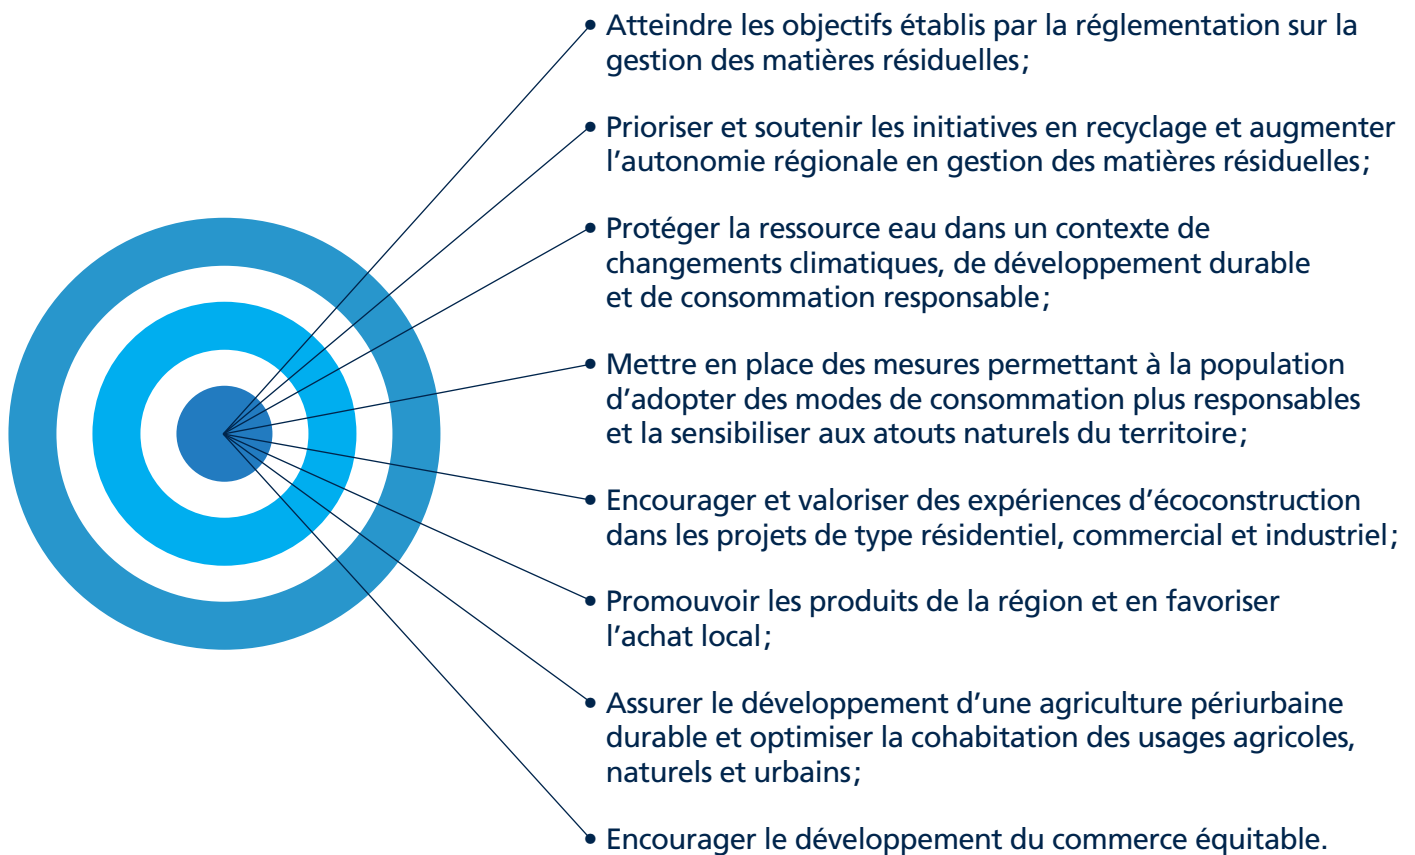 • Atteindre les objectifs établis par la réglementation sur la
gestion des matières résiduelles;
• Prioriser et soutenir les initiatives en recyclage et augmenter
l’autonomie régionale en gestion des matières résiduelles;
• Protéger la ressource eau dans un contexte de
changements climatiques, de développement durable
et de consommation responsable;
• Mettre en place des mesures permettant à la population
d’adopter des modes de consommation plus responsables
et la sensibiliser aux atouts naturels du territoire;
• Encourager et valoriser des expériences d’écoconstruction
dans les projets de type résidentiel, commercial et industriel;
• Promouvoir les produits de la région et en favoriser
l’achat local;
• Assurer le développement d’une agriculture périurbaine
durable et optimiser la cohabitation des usages agricoles,
naturels et urbains;
• Encourager le développement du commerce équitable.